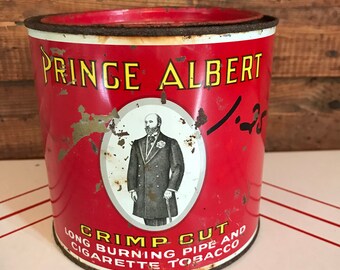 PRINCE ALBERT
1.20
CRIMP CUT
LONG BURNING PIPE AND
CIGARETTE TOBACCO